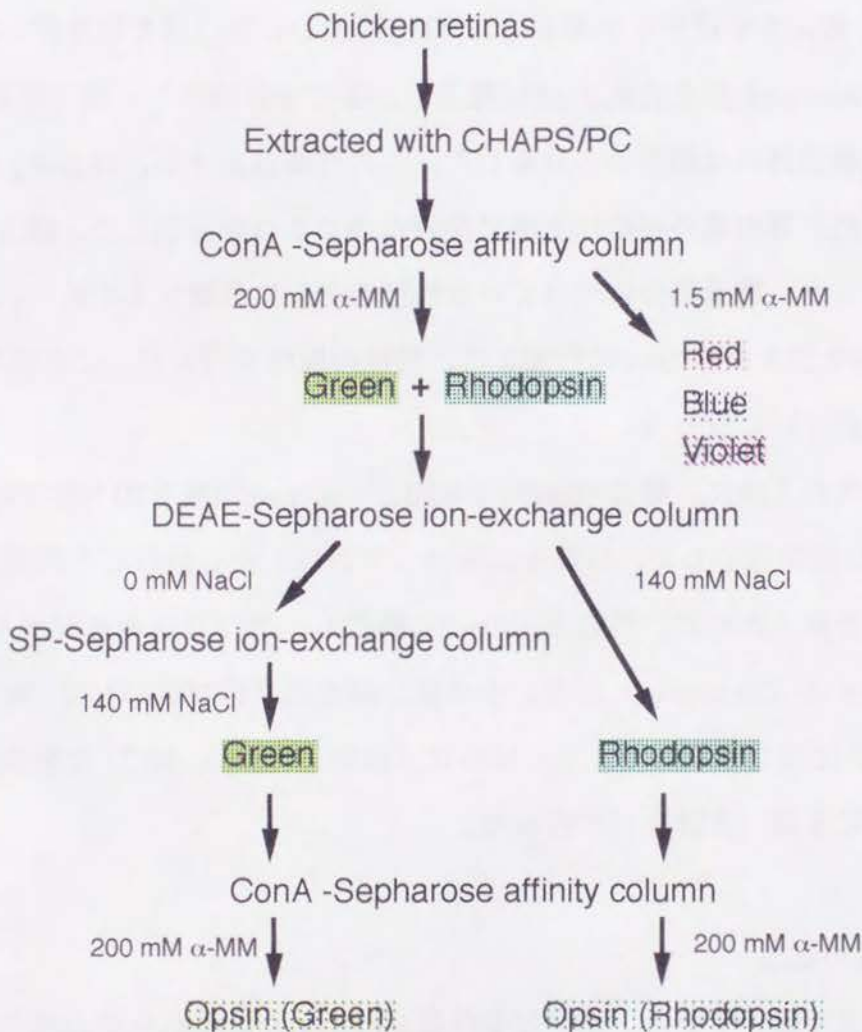 Chicken retinas
Extracted with CHAPS/PC
ConA -Sepharose affinity column
200 mM α-MM
1.5 mM α-MM
Green + Rhodopsin
Red
Blue
Violet
DEAE-Sepharose ion-exchange column
0 mM NaCl
140 mM NaCl
SP-Sepharose ion-exchange column
140 mM NaCl
Green
Rhodopsin
ConA -Sepharose affinity column
200 mM α-MM
200 mM α-MM
Opsin (Green)
Opsin (Rhodopsin)